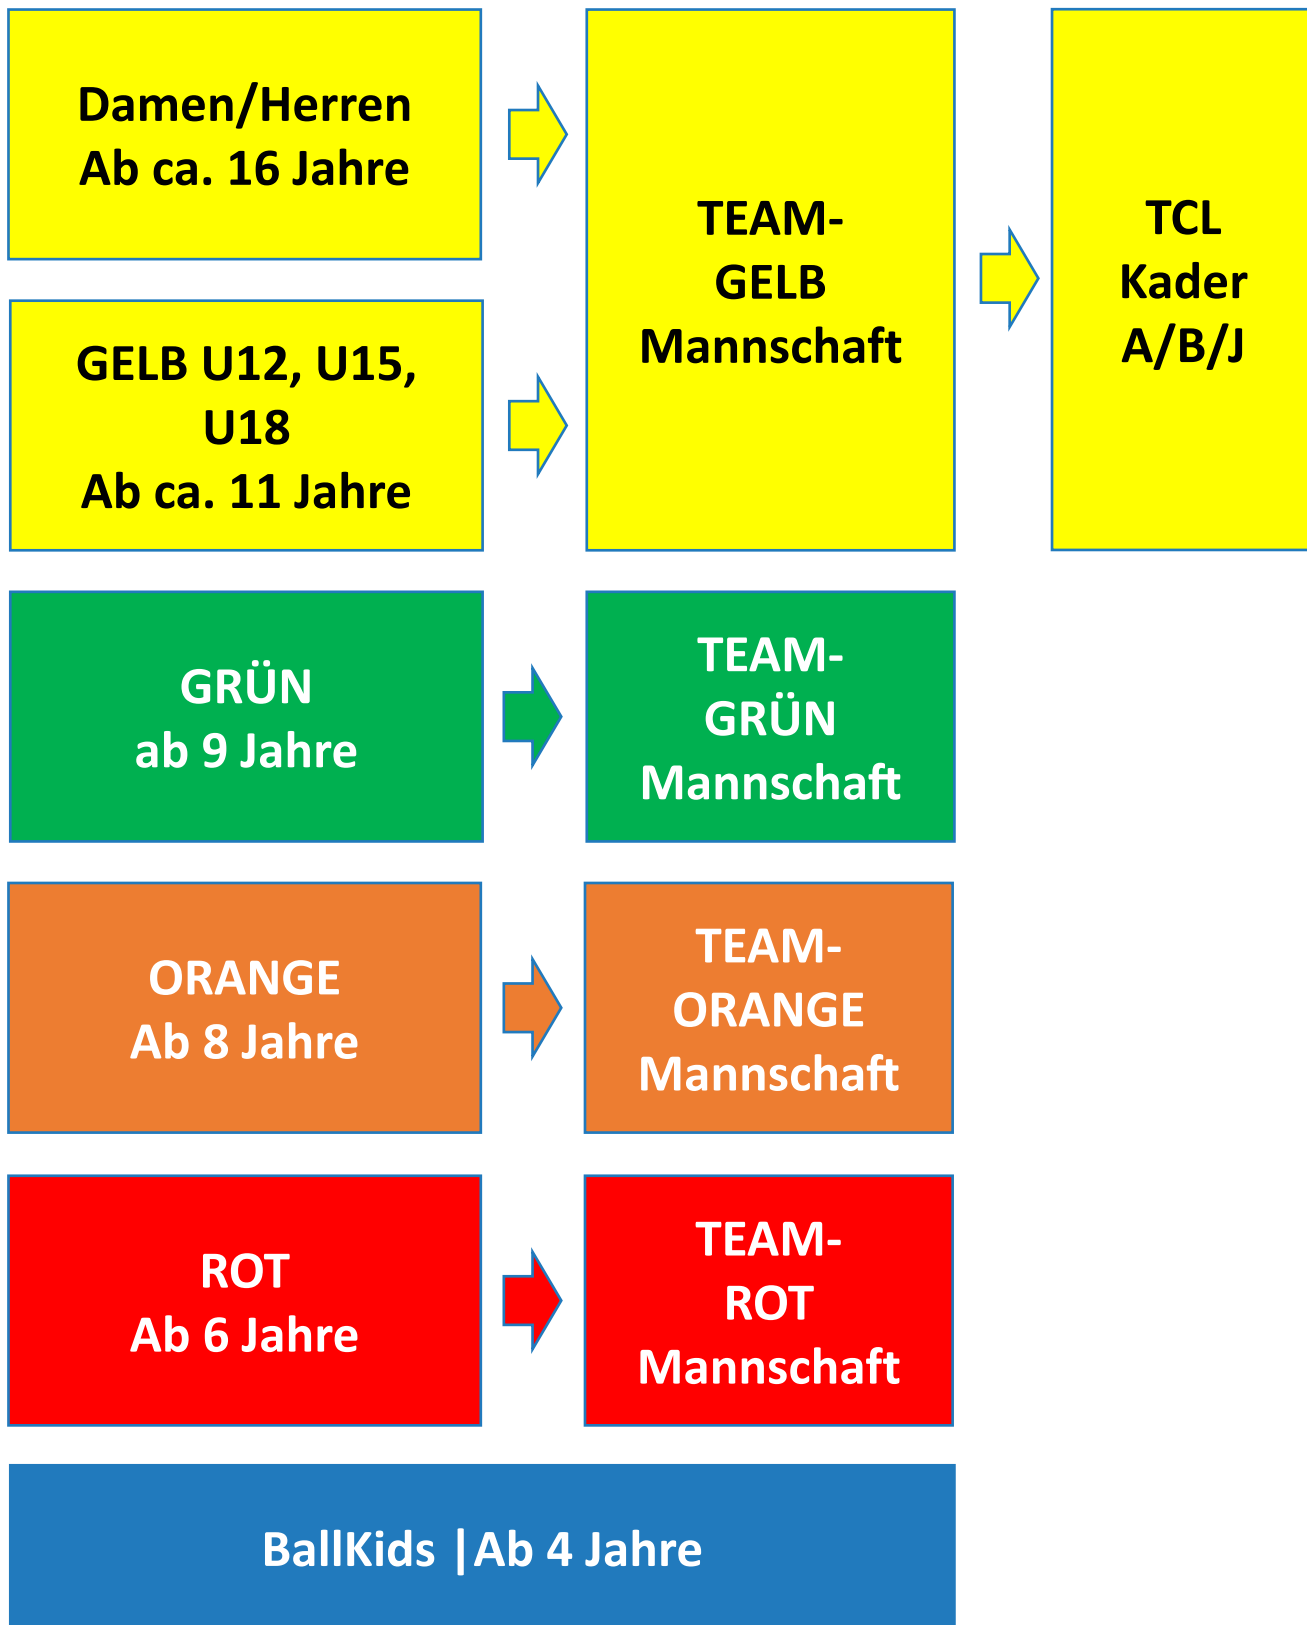 Damen/Herren
Ab ca. 16 Jahre
GELB U12, U15,
U18
Ab ca. 11 Jahre
TEAM-
GELB
Mannschaft
TCL
Kader
A/B/J
GRÜN
ab 9 Jahre
TEAM-
GRÜN
Mannschaft
ORANGE
Ab 8 Jahre
TEAM-
ORANGE
Mannschaft
ROT
Ab 6 Jahre
TEAM-
ROT
Mannschaft
BallKids |Ab 4 Jahre